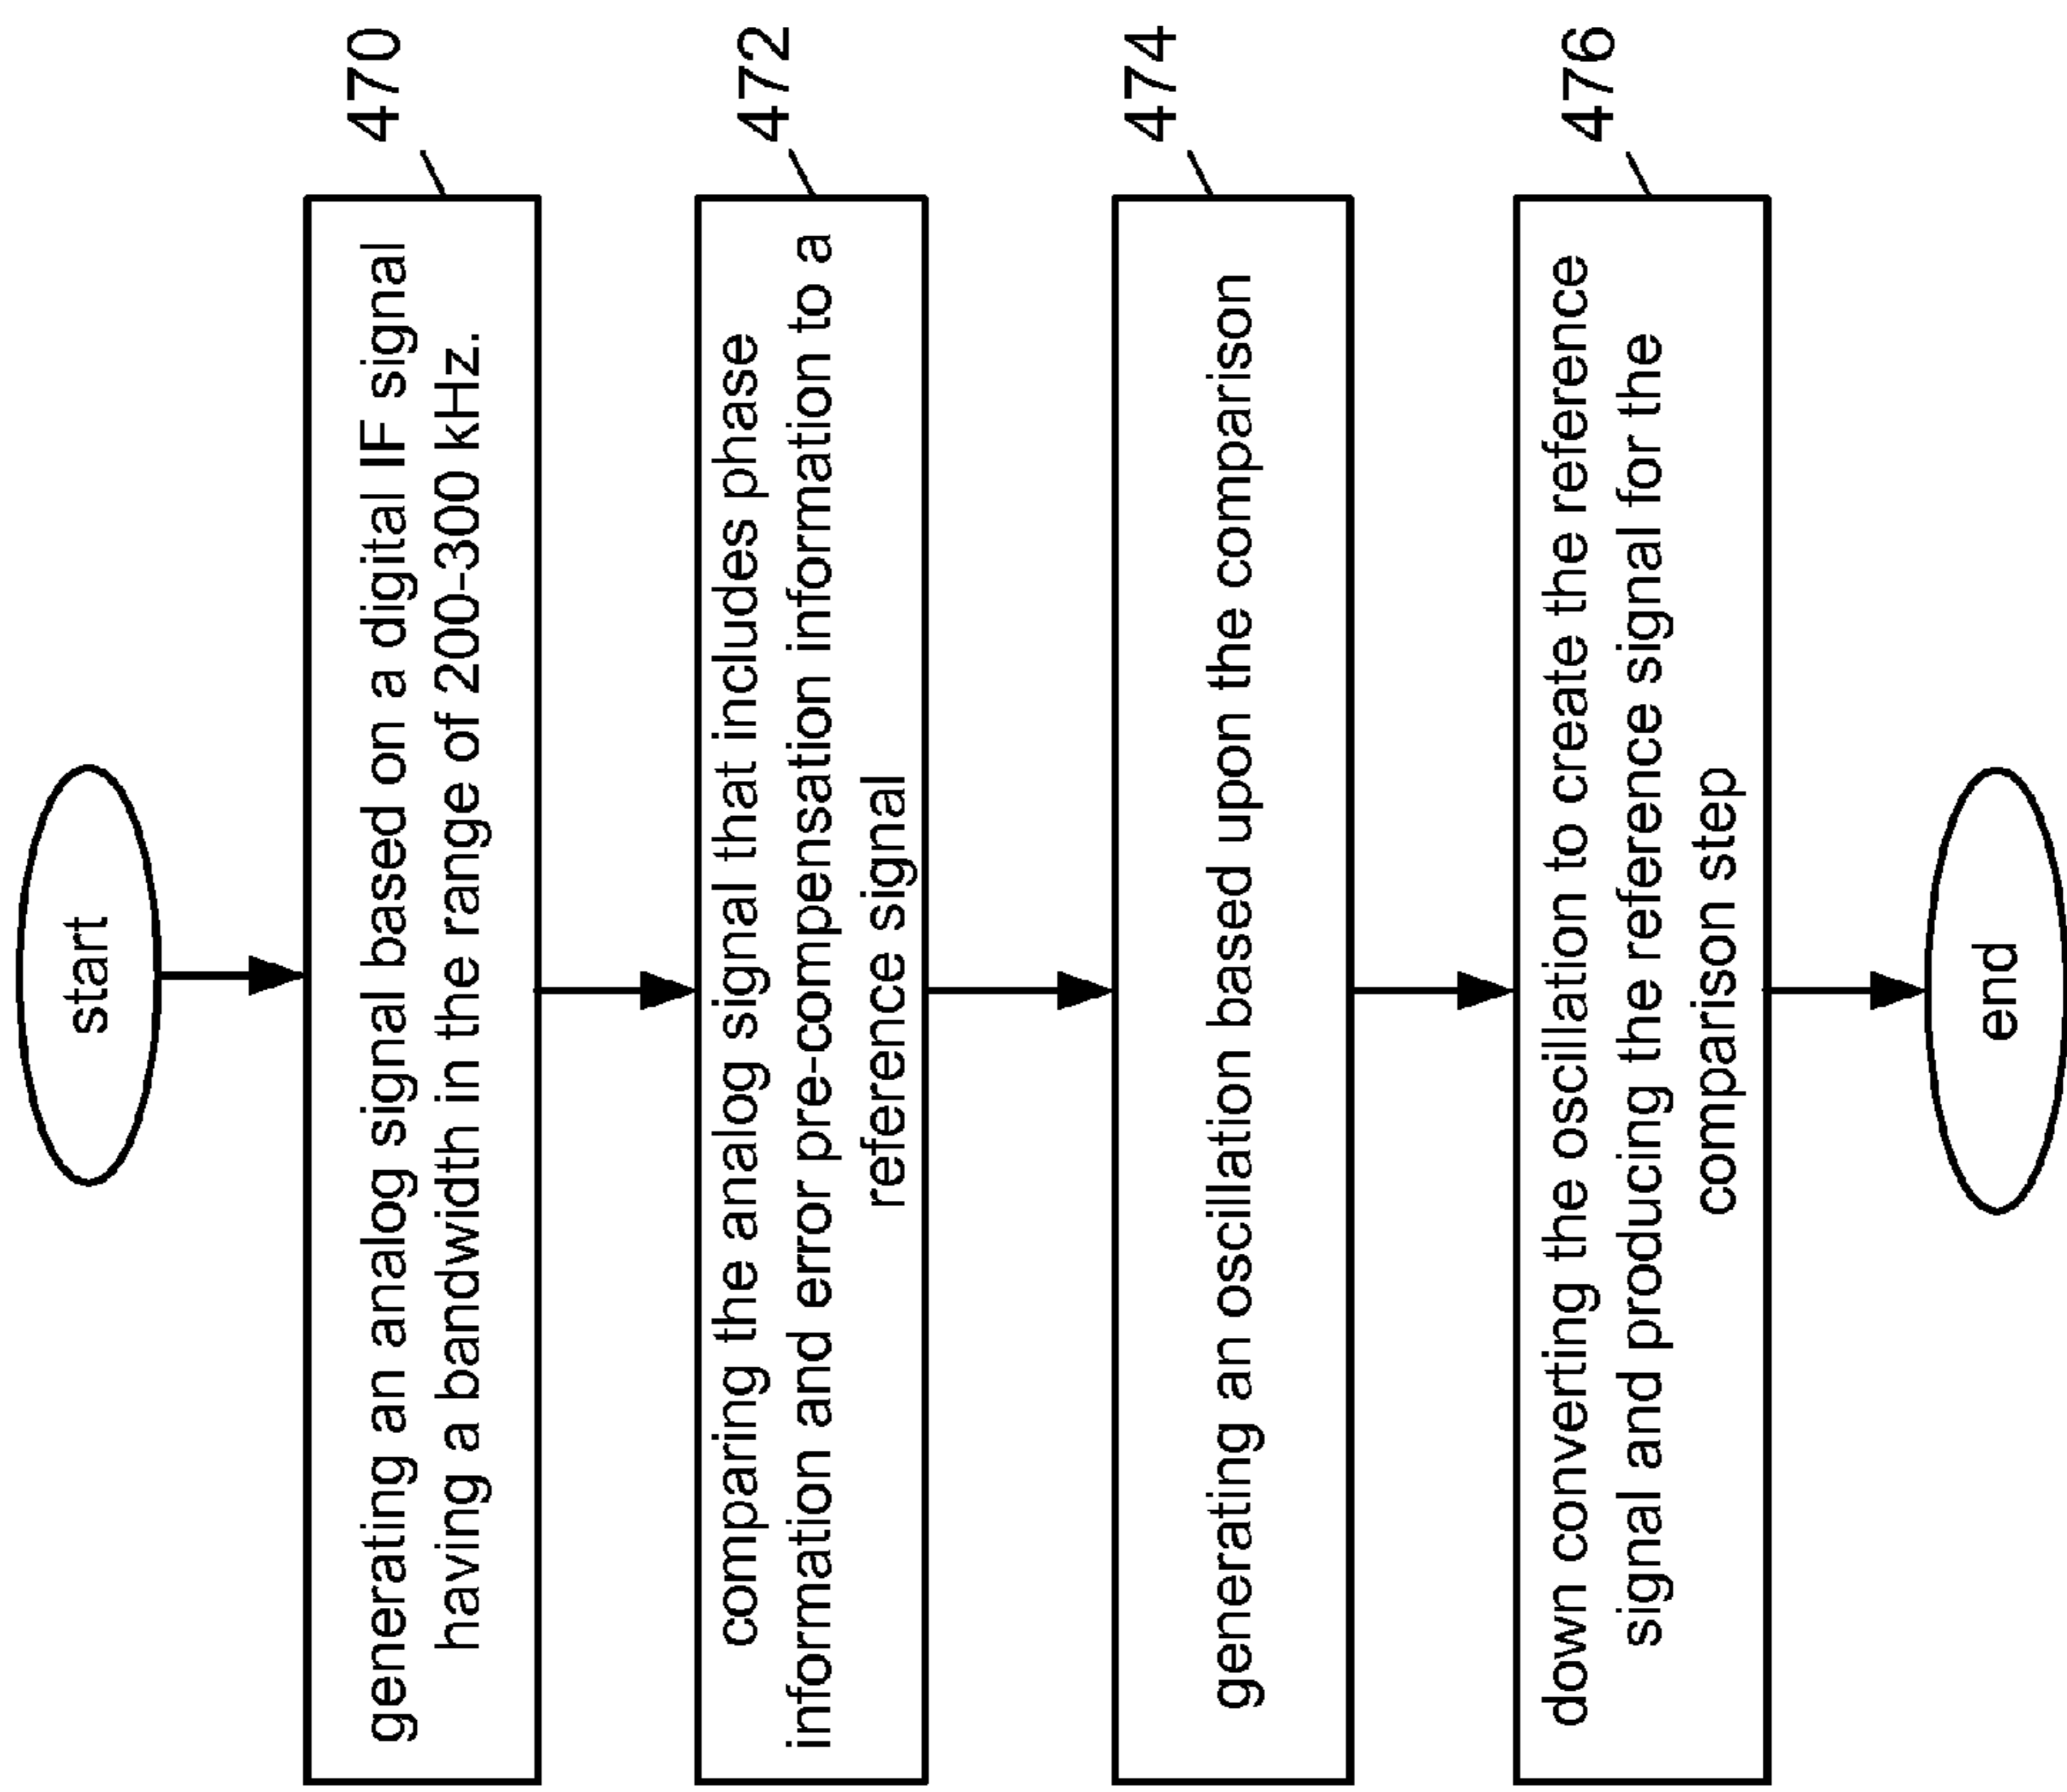 start
generating an analog signal based on a digital IF signal
having a bandwidth in the range of 200-300 kHz.
470
comparing the analog signal that includes phase
information and error pre-compensation information to a
reference signal
472
generating an oscillation based upon the comparison
474
down converting the oscillation to create the reference
signal and producing the reference signal for the
comparison step
476
end